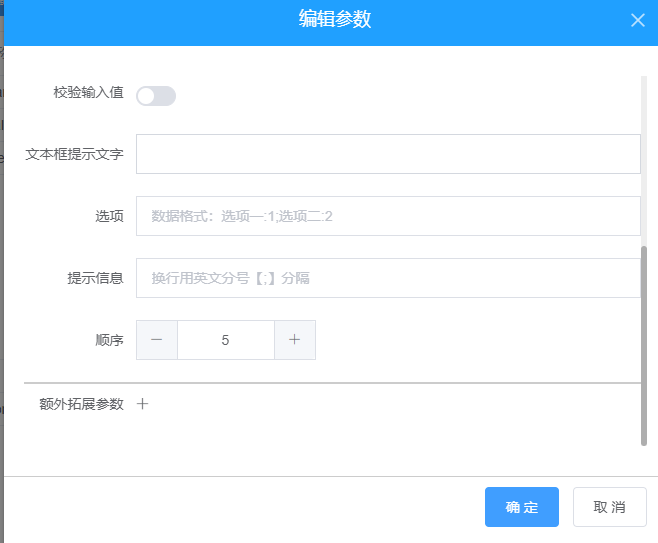 编辑参数
校验输入值
文本框提示文字
选项 数据格式：选项一:1;选项二:2
提示信息 换行用英文分号【;】分隔
顺序 5
额外拓展参数
确定 取消